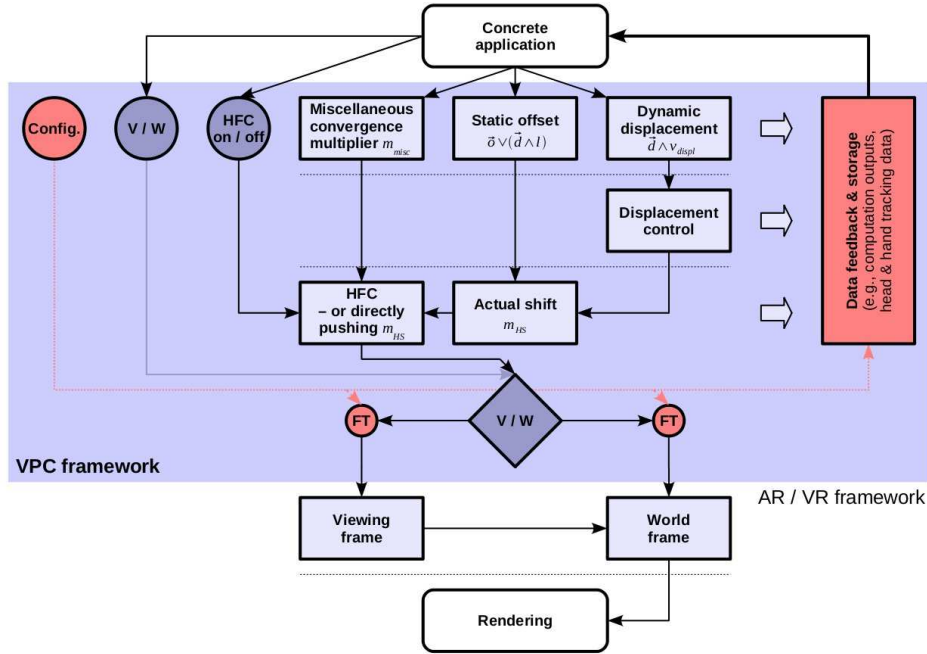 Concrete
application
Config.
V / W
HFC
on / off
Miscellaneous
convergence
multiplier m_misc
Static offset
o⃗ ∨ (d⃗ ∧ l)
Dynamic
displacement
d⃗ ∧ v_displ
Displacement
control
Data feedback & storage
(e.g., computation outputs,
head & hand tracking data)
HFC
– or directly
pushing m_HS
Actual shift
m_HS
V / W
FT
FT
VPC framework
AR / VR framework
Viewing
frame
World
frame
Rendering